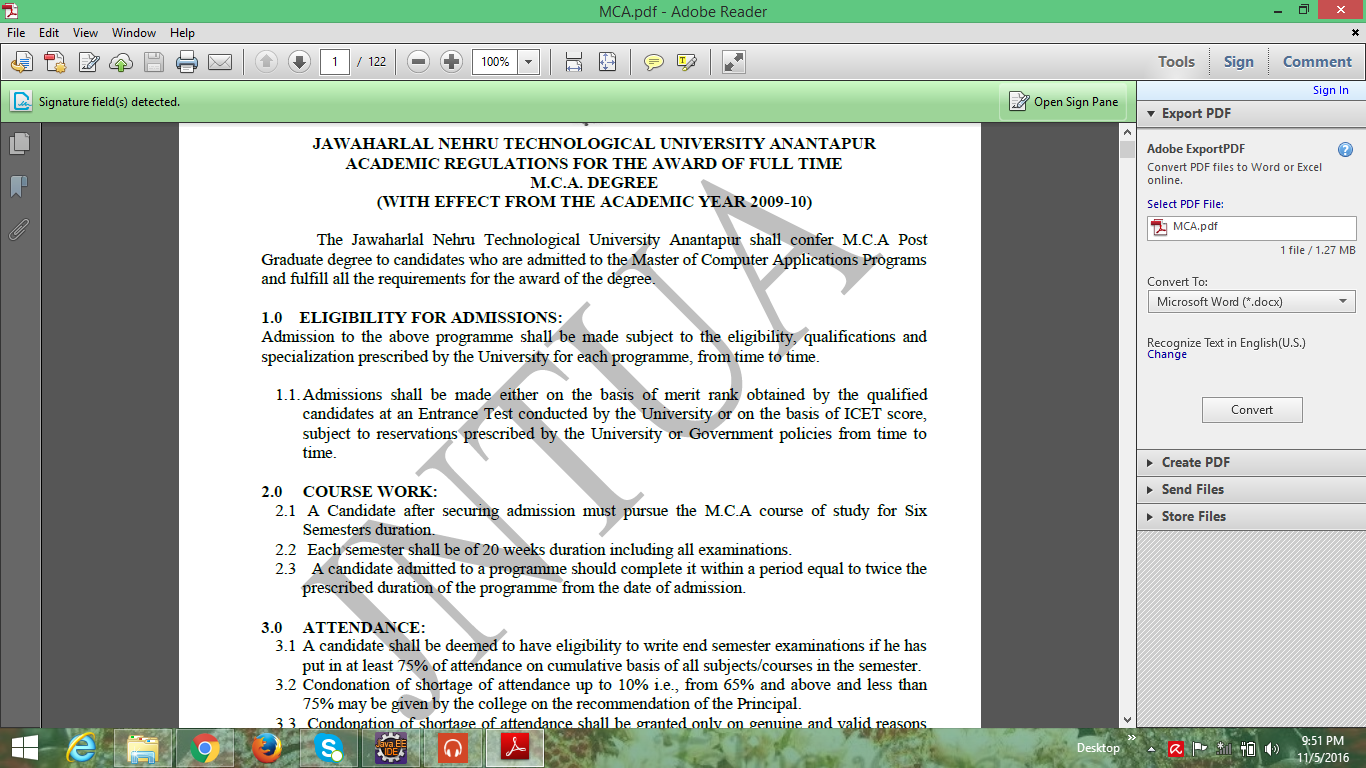 MCA.pdf - Adobe Reader
File Edit View Window Help
1 / 122 100% Tools Sign Comment
Signature field(s) detected. Open Sign Pane
Sign In
Export PDF
Adobe ExportPDF
Convert PDF files to Word or Excel
online.
Select PDF File:
MCA.pdf
1 file / 1.27 MB
Convert To:
Microsoft Word (*.docx)
Recognize Text in English(U.S.)
Change
Convert
Create PDF
Send Files
Store Files
JAWAHARLAL NEHRU TECHNOLOGICAL UNIVERSITY ANANTAPUR
ACADEMIC REGULATIONS FOR THE AWARD OF FULL TIME
M.C.A. DEGREE
(WITH EFFECT FROM THE ACADEMIC YEAR 2009-10)
The Jawaharlal Nehru Technological University Anantapur shall confer M.C.A Post
Graduate degree to candidates who are admitted to the Master of Computer Applications Programs
and fulfill all the requirements for the award of the degree.
1.0 ELIGIBILITY FOR ADMISSIONS:
Admission to the above programme shall be made subject to the eligibility, qualifications and
specialization prescribed by the University for each programme, from time to time.
1.1. Admissions shall be made either on the basis of merit rank obtained by the qualified
candidates at an Entrance Test conducted by the University or on the basis of ICET score,
subject to reservations prescribed by the University or Government policies from time to
time.
2.0 COURSE WORK:
2.1 A Candidate after securing admission must pursue the M.C.A course of study for Six
Semesters duration.
2.2 Each semester shall be of 20 weeks duration including all examinations.
2.3 A candidate admitted to a programme should complete it within a period equal to twice the
prescribed duration of the programme from the date of admission.
3.0 ATTENDANCE:
3.1 A candidate shall be deemed to have eligibility to write end semester examinations if he has
put in at least 75% of attendance on cumulative basis of all subjects/courses in the semester.
3.2 Condonation of shortage of attendance up to 10% i.e., from 65% and above and less than
75% may be given by the college on the recommendation of the Principal.
3.3 Condonation of shortage of attendance shall be granted only on genuine and valid reasons
JNTUA
Java EE
IDE
Desktop
9:51 PM
11/5/2016